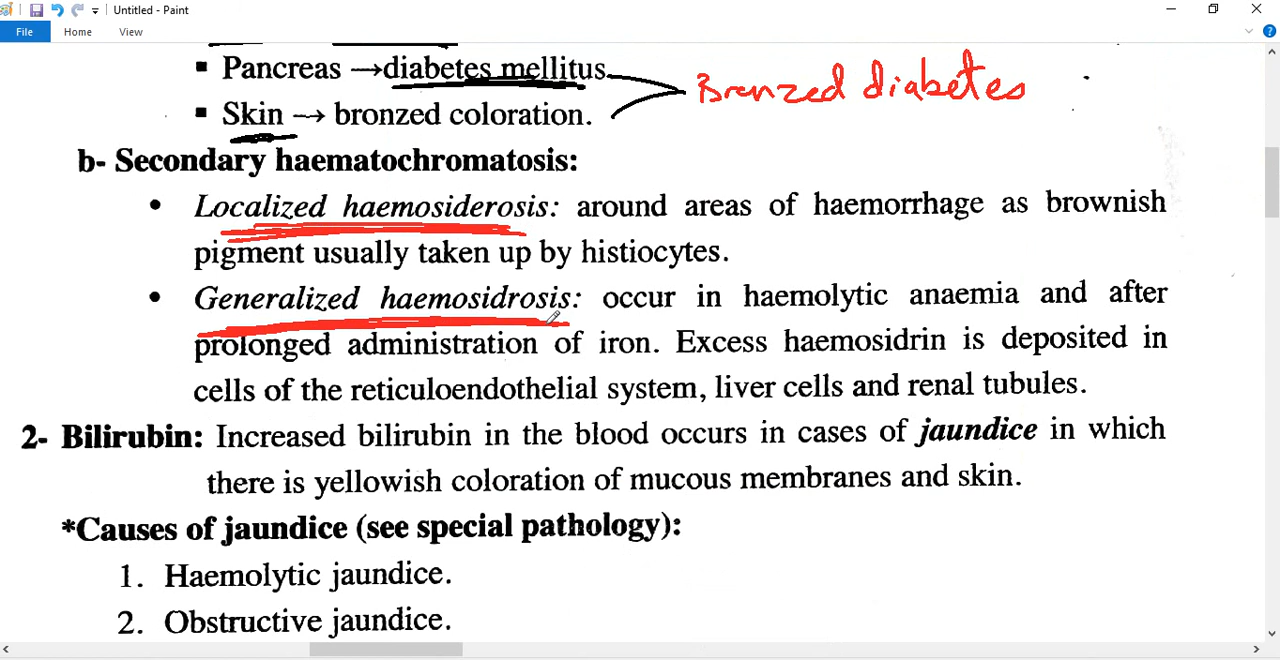 Untitled - Paint
File Home View
▪ Pancreas →diabetes mellitus.
Bronzed diabetes
▪ Skin → bronzed coloration.
b- Secondary haematochromatosis:
• Localized haemosiderosis: around areas of haemorrhage as brownish
pigment usually taken up by histiocytes.
• Generalized haemosidrosis: occur in haemolytic anaemia and after
prolonged administration of iron. Excess haemosidrin is deposited in
cells of the reticuloendothelial system, liver cells and renal tubules.
2- Bilirubin: Increased bilirubin in the blood occurs in cases of jaundice in which
there is yellowish coloration of mucous membranes and skin.
*Causes of jaundice (see special pathology):
1. Haemolytic jaundice.
2. Obstructive jaundice.